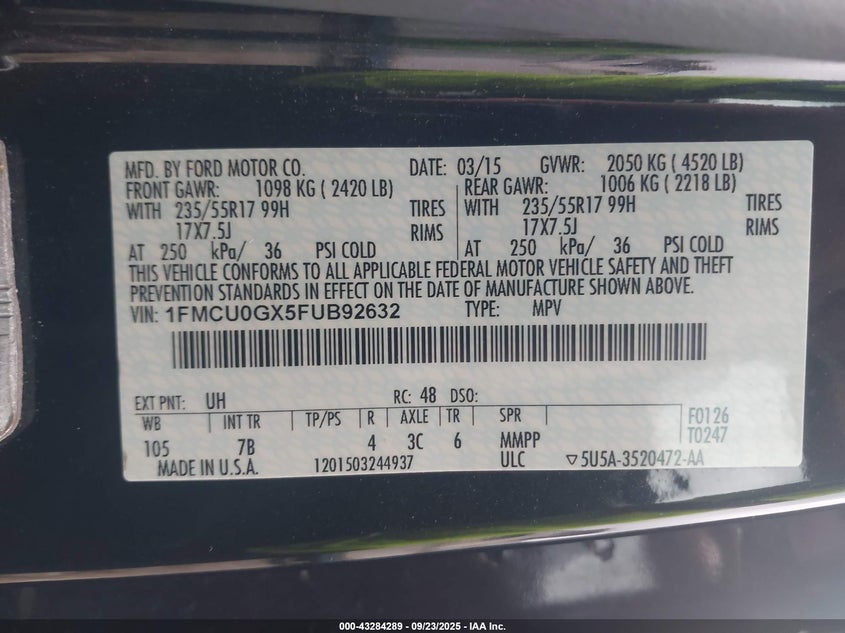 MFD. BY FORD MOTOR CO. DATE: 03/15 GVWR: 2050 KG ( 4520 LB)
FRONT GAWR: 1098 KG ( 2420 LB) REAR GAWR: 1006 KG ( 2218 LB)
WITH 235/55R17 99H TIRES WITH 235/55R17 99H TIRES
17X7.5J RIMS 17X7.5J RIMS
AT 250 kPa/ 36 PSI COLD AT 250 kPa/ 36 PSI COLD
THIS VEHICLE CONFORMS TO ALL APPLICABLE FEDERAL MOTOR VEHICLE SAFETY AND THEFT
PREVENTION STANDARDS IN EFFECT ON THE DATE OF MANUFACTURE SHOWN ABOVE.
VIN: 1FMCU0GX5FUB92632 TYPE: MPV
EXT PNT: UH RC: 48 DSO:
WB INT TR TP/PS R AXLE TR SPR F0126
105 7B 4 3C 6 MMPP T0247
MADE IN U.S.A. 1201503244937 ULC ▽5U5A-3520472-AA
000-43284289 - 09/23/2025 - IAA Inc.